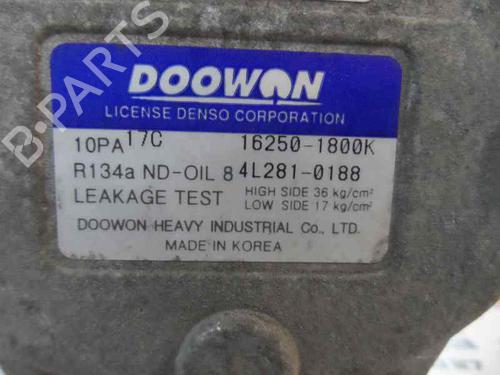 DOOWON
LICENSE DENSO CORPORATION
10PA17C 16250-1800K
R134a ND-OIL 8 4L281-0188
LEAKAGE TEST HIGH SIDE 36 kg/cm²
LOW SIDE 17 kg/cm²
DOOWON HEAVY INDUSTRIAL Co., LTD.
MADE IN KOREA
B-PARTS